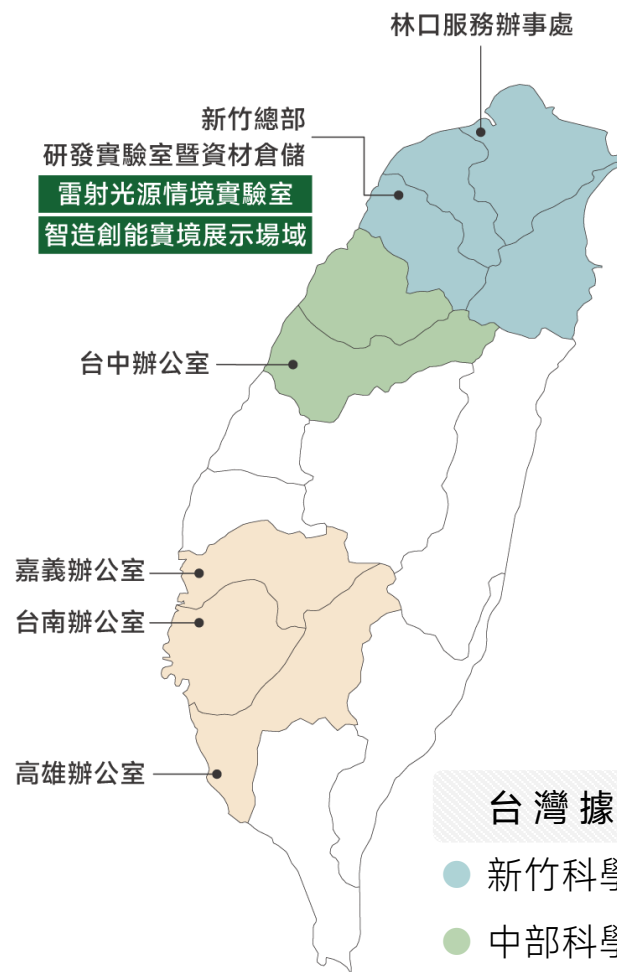 林口服務辦事處
新竹總部
研發實驗室暨資材倉儲
雷射光源情境實驗室
智造創能實境展示場域
台中辦公室
嘉義辦公室
台南辦公室
高雄辦公室
台灣據
新竹科學
中部科學